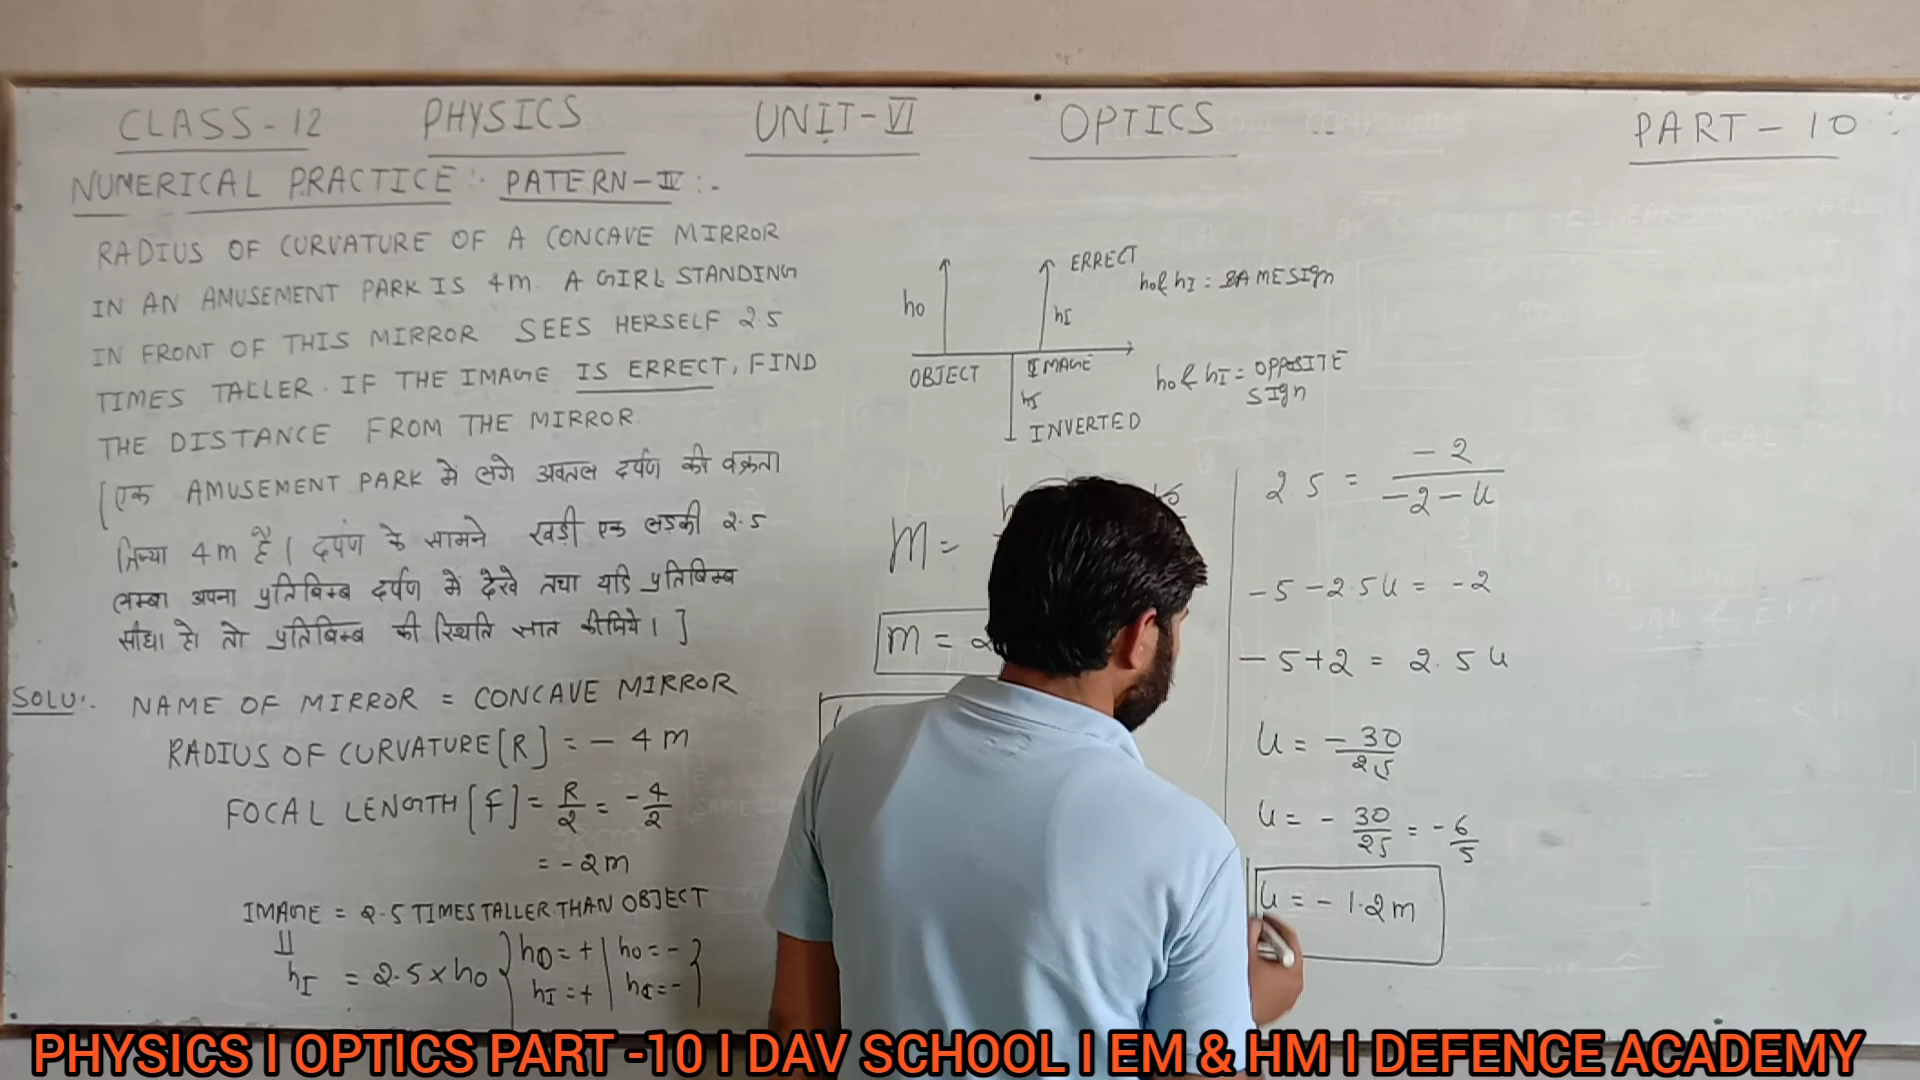 CLASS-12 PHYSICS UNIT-VI OPTICS PART-10:
NUMERICAL PRACTICE:- PATERN-IV:-
RADIUS OF CURVATURE OF A CONCAVE MIRROR
IN AN AMUSEMENT PARK IS 4m. A GIRL STANDING
IN FRONT OF THIS MIRROR SEES HERSELF 2.5
TIMES TALLER. IF THE IMAGE IS ERRECT, FIND
THE DISTANCE FROM THE MIRROR.
[एक AMUSEMENT PARK में लगे अवतल दर्पण की वक्रता
त्रिज्या 4m है। दर्पण के सामने खड़ी एक लड़की 2.5
लम्बा अपना प्रतिबिम्ब दर्पण में देखे तथा यदि प्रतिबिम्ब
सीधा हो तो प्रतिबिम्ब की स्थिति ज्ञात कीजिये।]
SOLU:- NAME OF MIRROR = CONCAVE MIRROR
RADIUS OF CURVATURE [R] = -4m
FOCAL LENGTH [F] = R/2 = -4/2
= -2m
IMAGE = 2.5 TIMES TALLER THAN OBJECT
hI = 2.5 x ho { ho = + | ho = - }
hI = + | hI = -
ERRECT
ho & hI = SAME SIgn
ho
hI
OBJECT IMAGE
hI
INVERTED
ho & hI = OPPOSITE
SIgn
m =
m = 2
2.5 = -2/-2-u
-5-2.5u = -2
-5+2 = 2.5u
u = -30/25
u = -30/25 = -6/5
u = -1.2m
PHYSICS I OPTICS PART -10 I DAV SCHOOL I EM & HM I DEFENCE ACADEMY